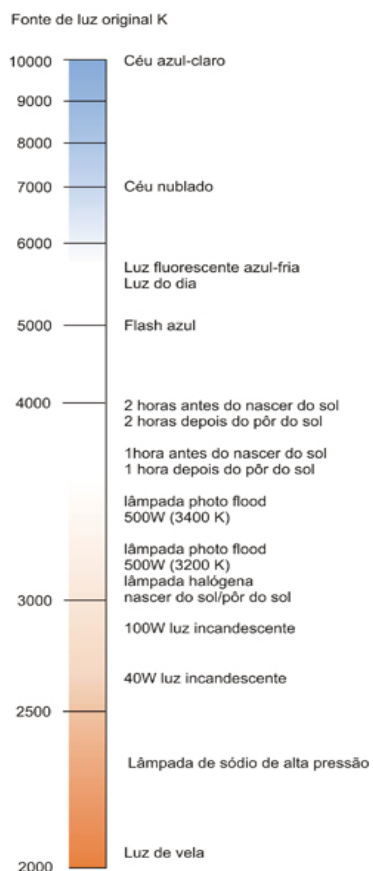 Fonte de luz original K
10000 Céu azul-claro
9000
8000
7000 Céu nublado
6000
Luz fluorescente azul-fria
Luz do dia
5000 Flash azul
4000
2 horas antes do nascer do sol
2 horas depois do pôr do sol
1hora antes do nascer do sol
1 hora depois do pôr do sol
lâmpada photo flood
500W (3400 K)
lâmpada photo flood
500W (3200 K)
lâmpada halógena
3000 nascer do sol/pôr do sol
100W luz incandescente
40W luz incandescente
2500
Lâmpada de sódio de alta pressão
Luz de vela
2000